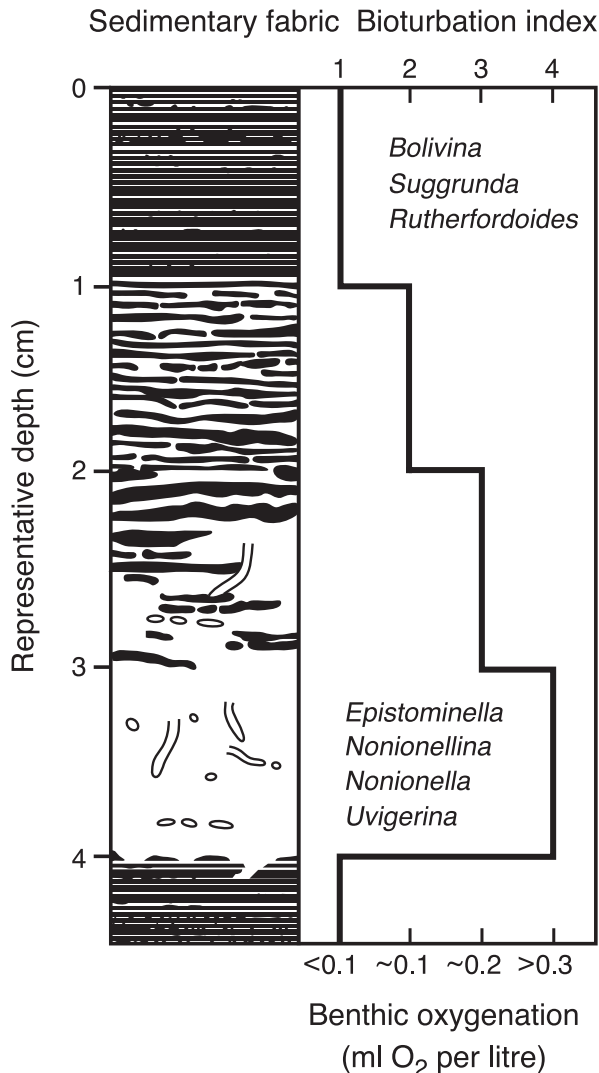 Sedimentary fabric Bioturbation index
1 2 3 4
0
Bolivina
Suggrunda
Rutherfordoides
1
2
3
4
Representative depth (cm)
Epistominella
Nonionellina
Nonionella
Uvigerina
<0.1 ~0.1 ~0.2 >0.3
Benthic oxygenation
(ml O₂ per litre)